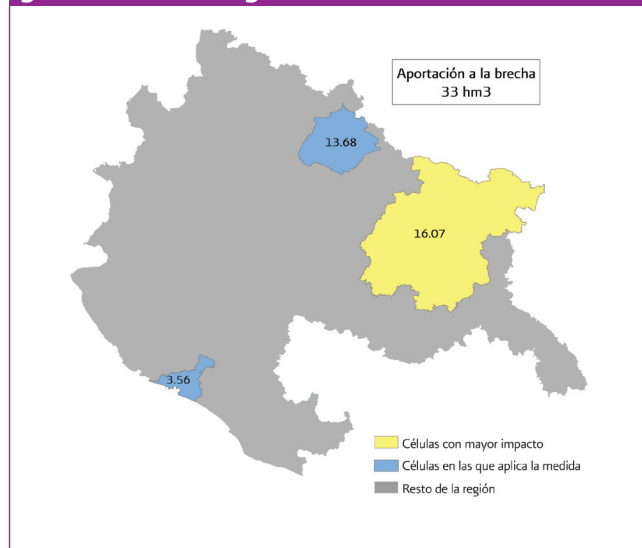 Aportación a la brecha
33 hm3
13.68
16.07
3.56
Células con mayor impacto
Células en las que aplica la medida
Resto de la región